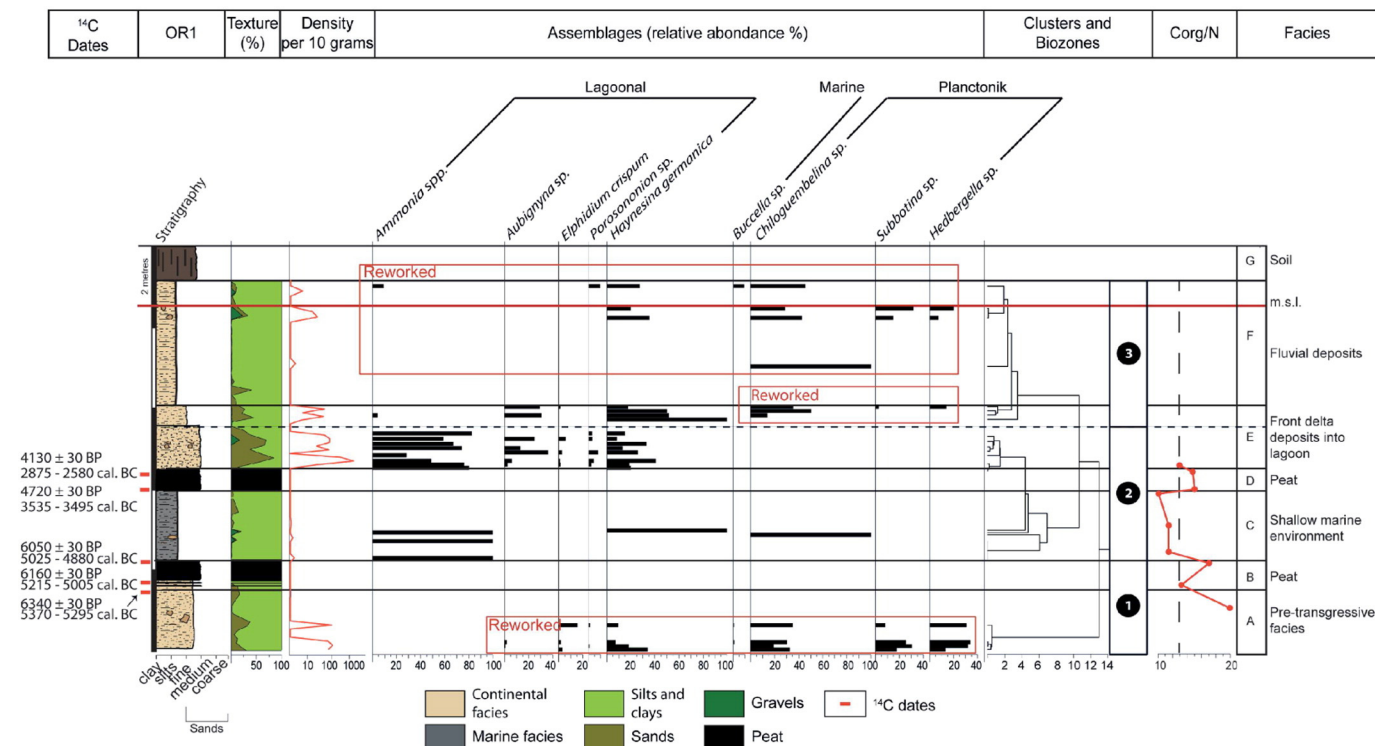 ¹⁴C
Dates
OR1
Texture
(%)
Density
per 10 grams
Assemblages (relative abundance %)
Clusters and
Biozones
Corg/N
Facies
Lagoonal
Marine
Planctonik
Stratigraphy
Ammonia spp.
Aubignyna sp.
Elphidium crispum
Porosononion sp.
Haynesina germanica
Buccella sp.
Chiloguembelina sp.
Subbotina sp.
Hedbergella sp.
2 metres
Reworked
G Soil
m.s.l.
F
3
Fluvial deposits
Reworked
Front delta
E deposits into
lagoon
4130 ± 30 BP
2875 - 2580 cal. BC
D Peat
4720 ± 30 BP
3535 - 3495 cal. BC
2
C Shallow marine
environment
6050 ± 30 BP
5025 - 4880 cal. BC
B Peat
6160 ± 30 BP
5215 - 5005 cal. BC
6340 ± 30 BP
5370 - 5295 cal. BC
1
A Pre-transgressive
facies
Reworked
clay
silts
fine
medium
coarse
Sands
50 100
10 100 1000
20 40 60 80 100
20
20 40 60 80 100
20 40 60 80 100
20
20 40
2 4 6 8 10 12 14
10 20
Continental
facies
Silts and
clays
Gravels
¹⁴C dates
Marine facies
Sands
Peat